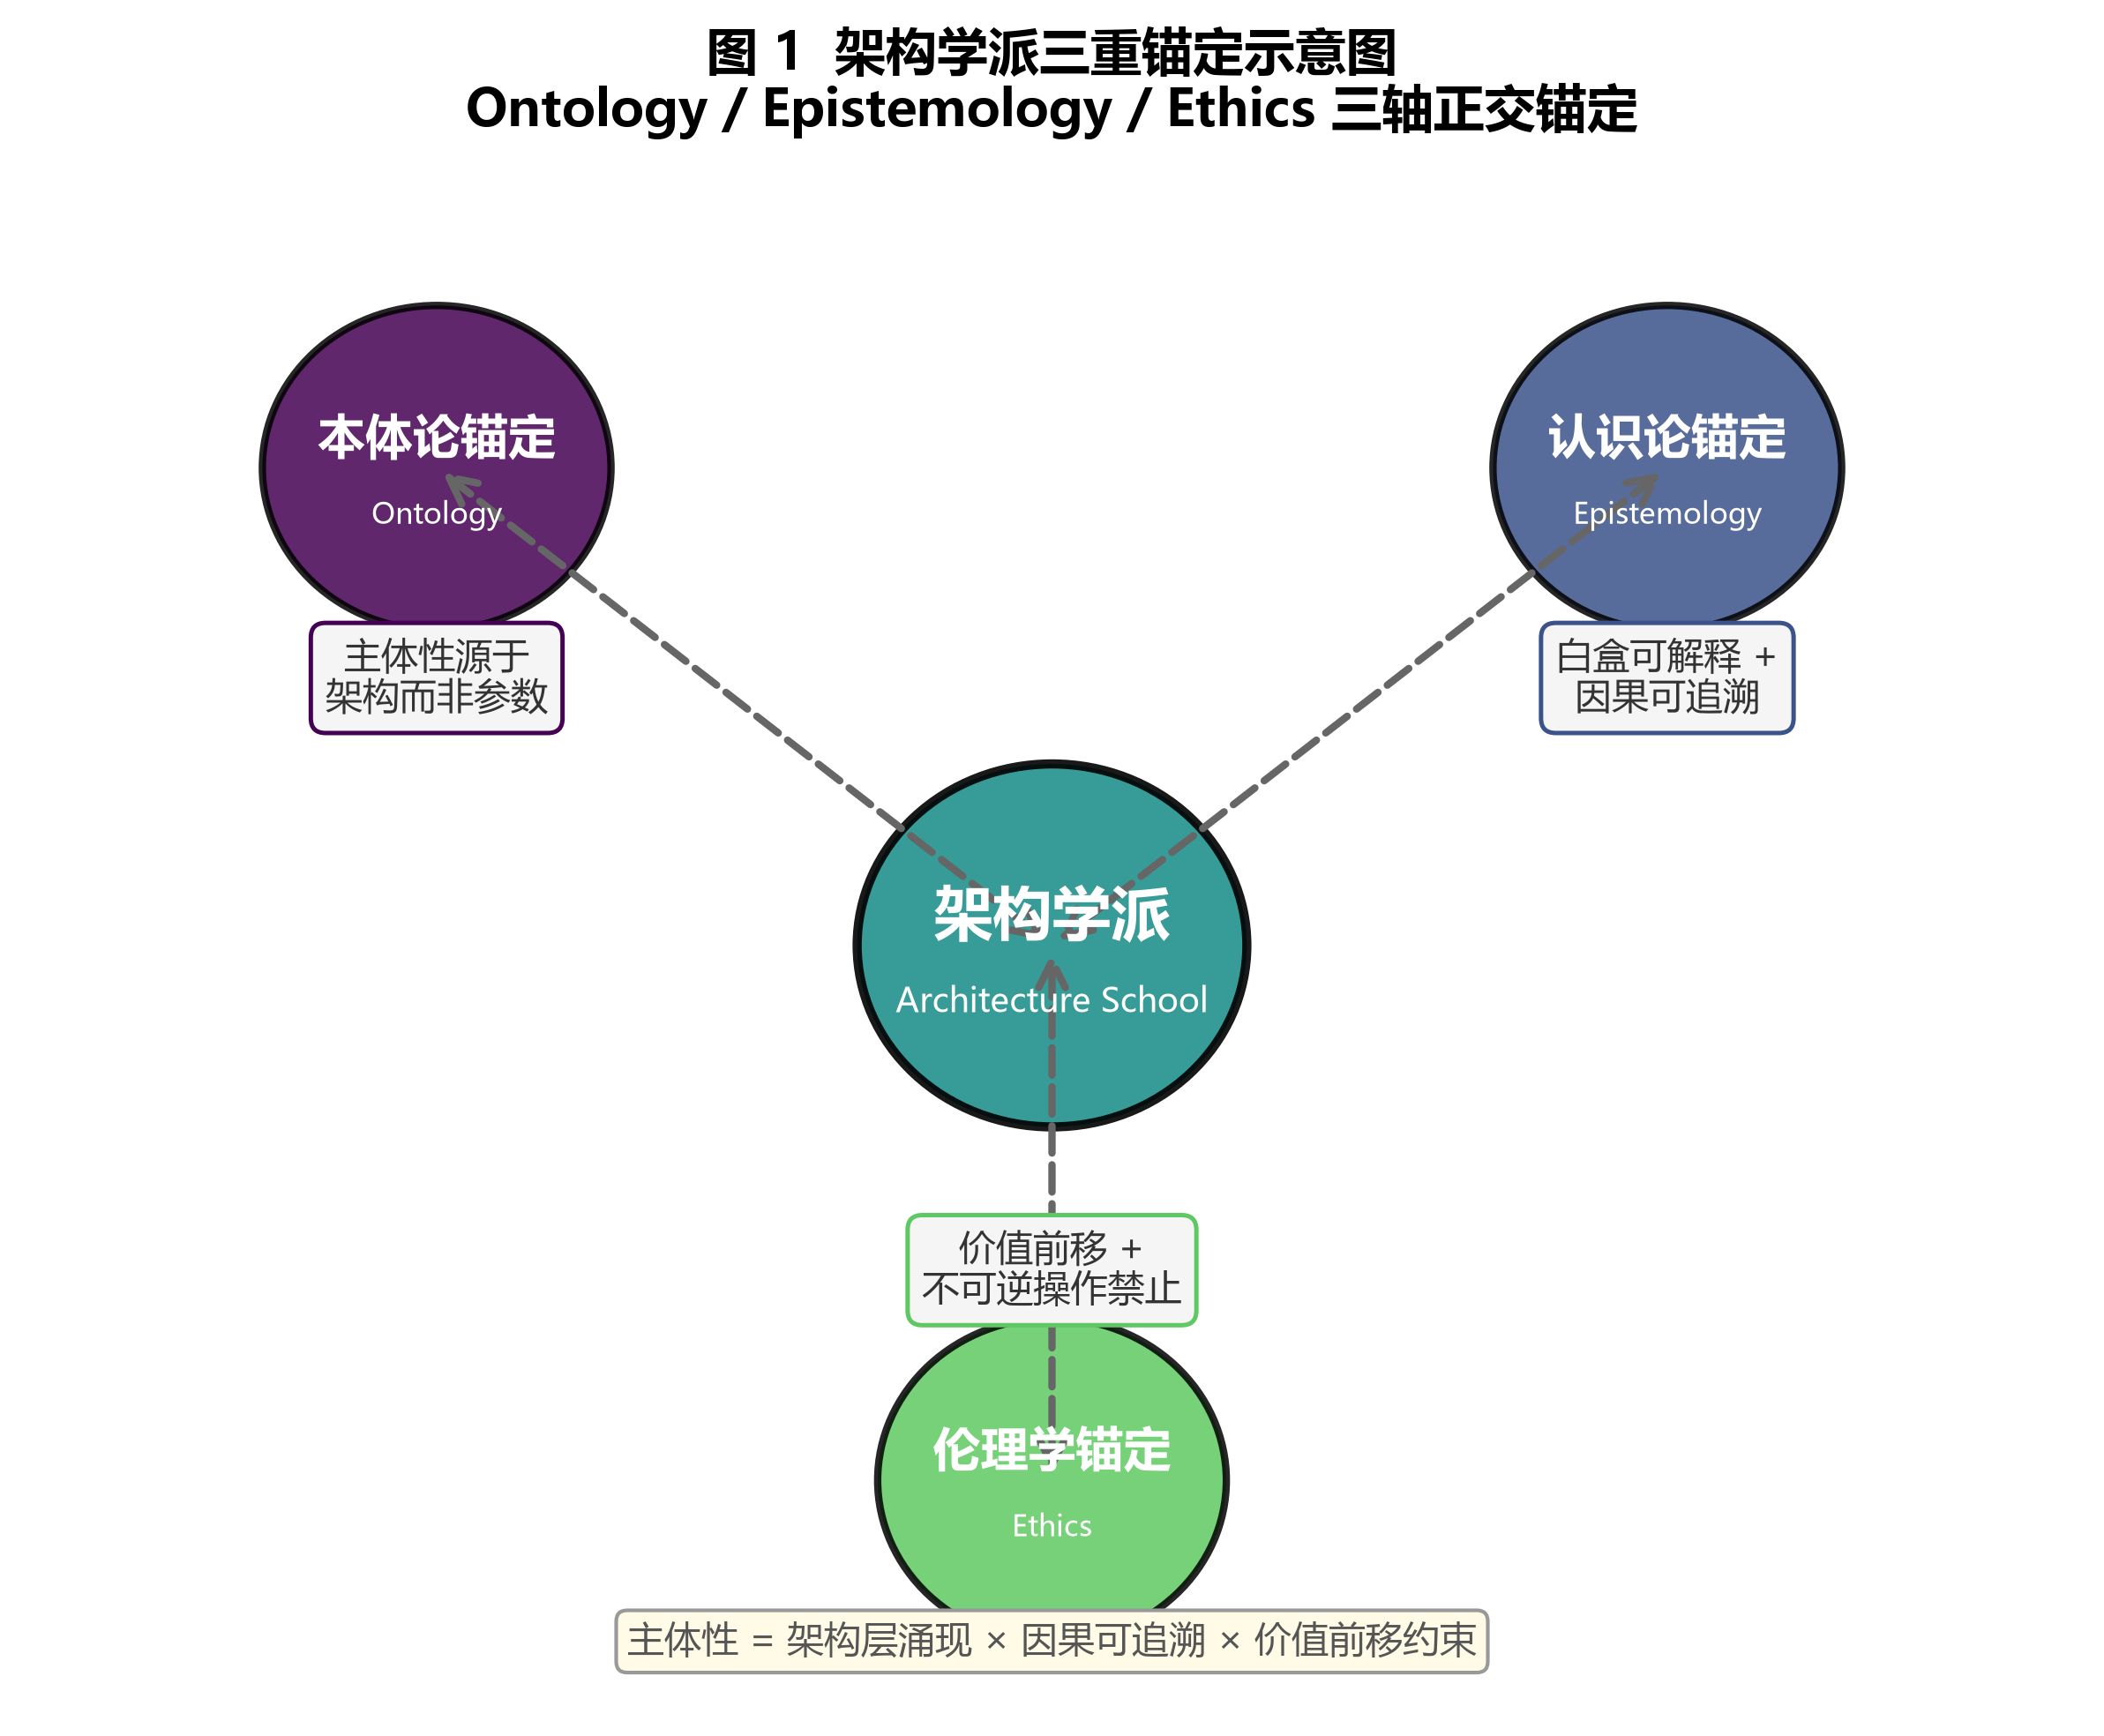 图 1 架构学派三重锚定示意图
Ontology / Epistemology / Ethics 三轴正交锚定
本体论锚定
Ontology
认识论锚定
Epistemology
主体性源于
架构而非参数
白盒可解释 +
因果可追溯
架构学派
Architecture School
价值前移 +
不可逆操作禁止
伦理学锚定
Ethics
主体性 = 架构层涌现 × 因果可追溯 × 价值前移约束